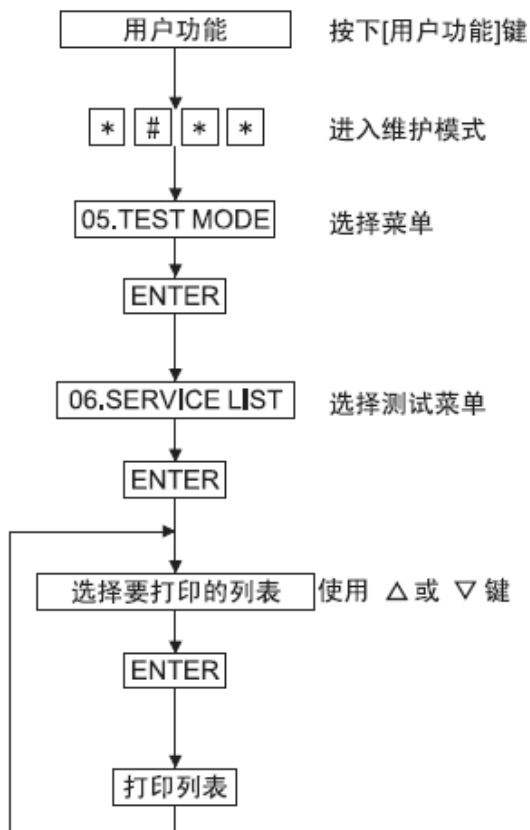 用户功能 按下[用户功能]键
* # * * 进入维护模式
05.TEST MODE 选择菜单
ENTER
06.SERVICE LIST 选择测试菜单
ENTER
选择要打印的列表 使用 △或 ▽键
ENTER
打印列表